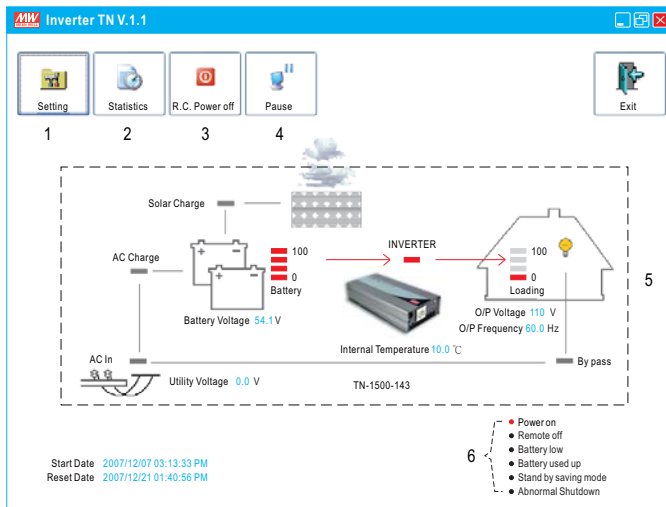 MW Inverter TN V.1.1
Setting
Statistics
R.C. Power off
Pause
Exit
1
2
3
4
Solar Charge
AC Charge
100
0
Battery
INVERTER
100
0
Loading
5
Battery Voltage 54.1 V
O/P Voltage 110 V
O/P Frequency 60.0 Hz
Internal Temperature 10.0 ℃
AC In
By pass
Utility Voltage 0.0 V
TN-1500-143
6
Power on
Remote off
Battery low
Battery used up
Stand by saving mode
Abnormal Shutdown
Start Date 2007/12/07 03:13:33 PM
Reset Date 2007/12/21 01:40:56 PM